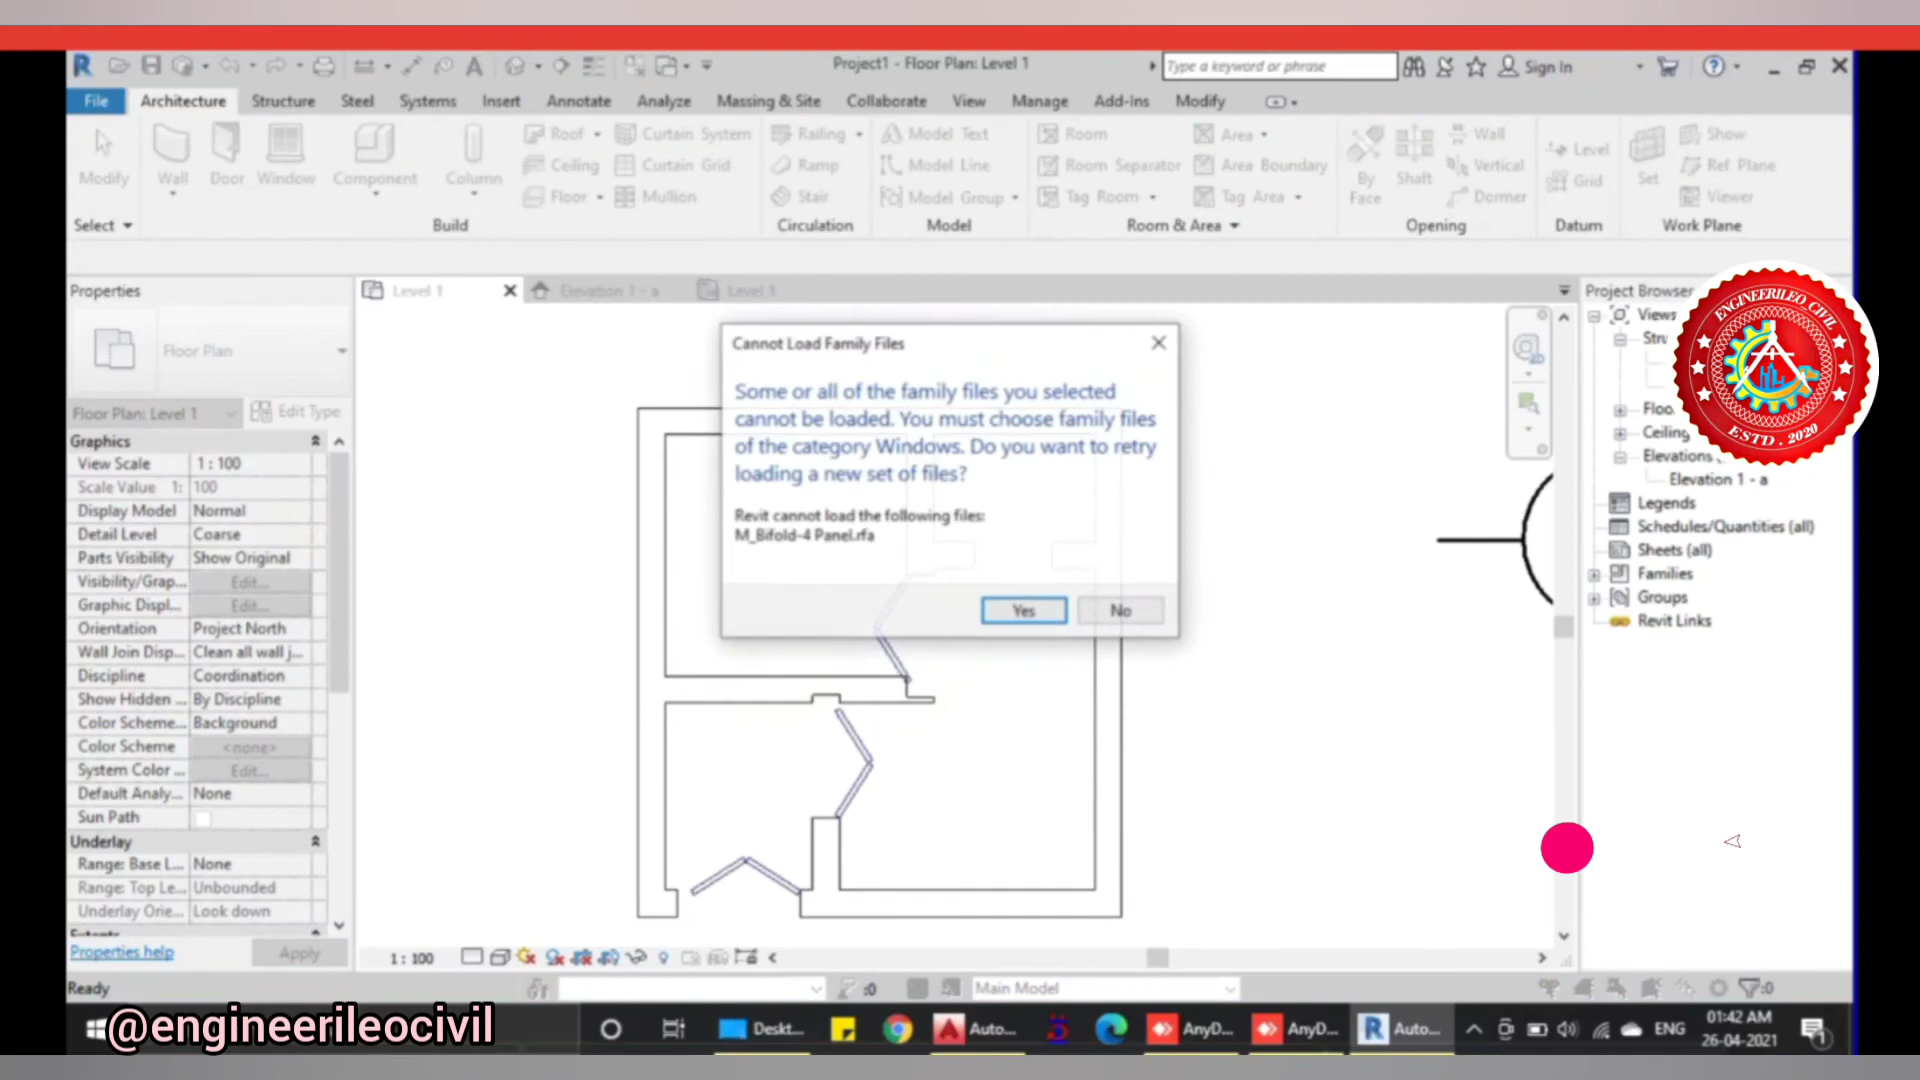 Project1 - Floor Plan: Level 1
Type a keyword or phrase
Sign In
File Architecture Structure Steel Systems Insert Annotate Analyze Massing & Site Collaborate View Manage Add-Ins Modify
Modify
Wall
Door
Window
Component
Column
Roof
Ceiling
Floor
Curtain System
Curtain Grid
Mullion
Railing
Ramp
Stair
Model Text
Model Line
Model Group
Room
Room Separator
Tag Room
Area
Area Boundary
Tag Area
By
Face
Shaft
Wall
Vertical
Dormer
Level
Grid
Set
Show
Ref Plane
Viewer
Select
Build
Circulation
Model
Room & Area
Opening
Datum
Work Plane
Properties
Level 1
Elevation 1 - a
Level 1
Floor Plan
Floor Plan: Level 1
Edit Type
Graphics
View Scale 1 : 100
Scale Value 1: 100
Display Model Normal
Detail Level Coarse
Parts Visibility Show Original
Visibility/Grap... Edit...
Graphic Displ... Edit...
Orientation Project North
Wall Join Disp... Clean all wall j...
Discipline Coordination
Show Hidden ... By Discipline
Color Scheme... Background
Color Scheme <none>
System Color ... Edit...
Default Analy... None
Sun Path
Underlay
Range: Base L... None
Range: Top Le... Unbounded
Underlay Orie... Look down
Extents
Properties help
Apply
Cannot Load Family Files
Some or all of the family files you selected
cannot be loaded. You must choose family files
of the category Windows. Do you want to retry
loading a new set of files?
Revit cannot load the following files:
M_Bifold-4 Panel.rfa
Yes
No
Project Browser
Views
Stru
Floo
Ceiling
Elevations
Elevation 1 - a
Legends
Schedules/Quantities (all)
Sheets (all)
Families
Groups
Revit Links
ENGINEERILEO CIVIL
ESTD . 2020
1 : 100
Ready
:0
Main Model
:0
@engineerileocivil
Deskt...
Auto...
AnyD...
AnyD...
Auto...
ENG
01:42 AM
26-04-2021
1